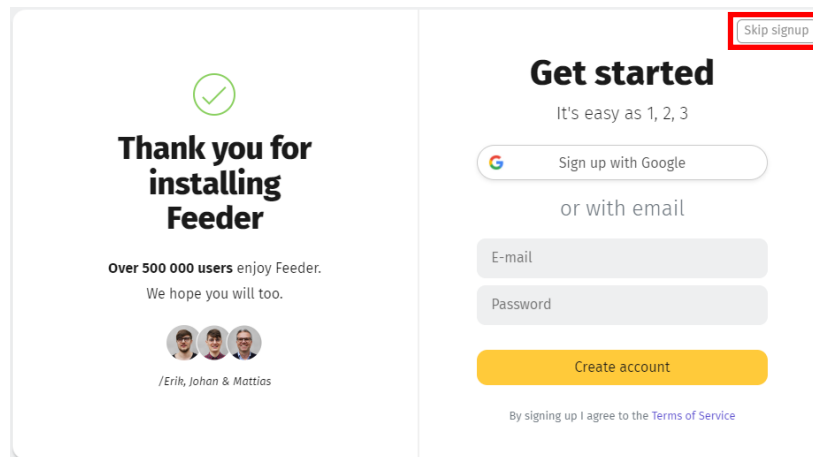 Thank you for
installing
Feeder
Over 500 000 users enjoy Feeder.
We hope you will too.
/Erik, Johan & Mattias
Skip signup
Get started
It's easy as 1, 2, 3
Sign up with Google
or with email
E-mail
Password
Create account
By signing up I agree to the Terms of Service